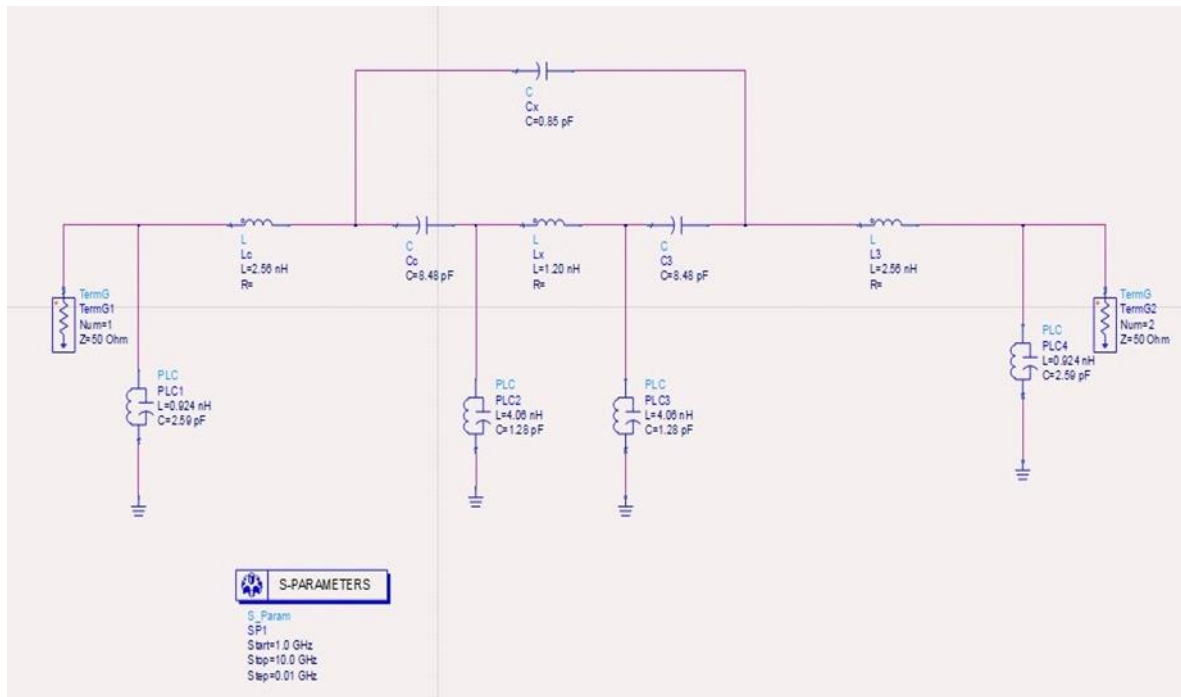 C
Cx
C=0.85 pF
L
Lc
L=2.56 nH
R=
C
Cc
C=8.48 pF
L
Lx
L=1.20 nH
R=
C
C3
C=8.48 pF
L
L3
L=2.56 nH
R=
TermG
TermG1
Num=1
Z=50 Ohm
TermG
TermG2
Num=2
Z=50 Ohm
PLC
PLC1
L=0.924 nH
C=2.59 pF
PLC
PLC2
L=4.06 nH
C=1.28 pF
PLC
PLC3
L=4.06 nH
C=1.28 pF
PLC
PLC4
L=0.924 nH
C=2.59 pF
S-PARAMETERS
S_Param
SP1
Start=1.0 GHz
Stop=10.0 GHz
Step=0.01 GHz